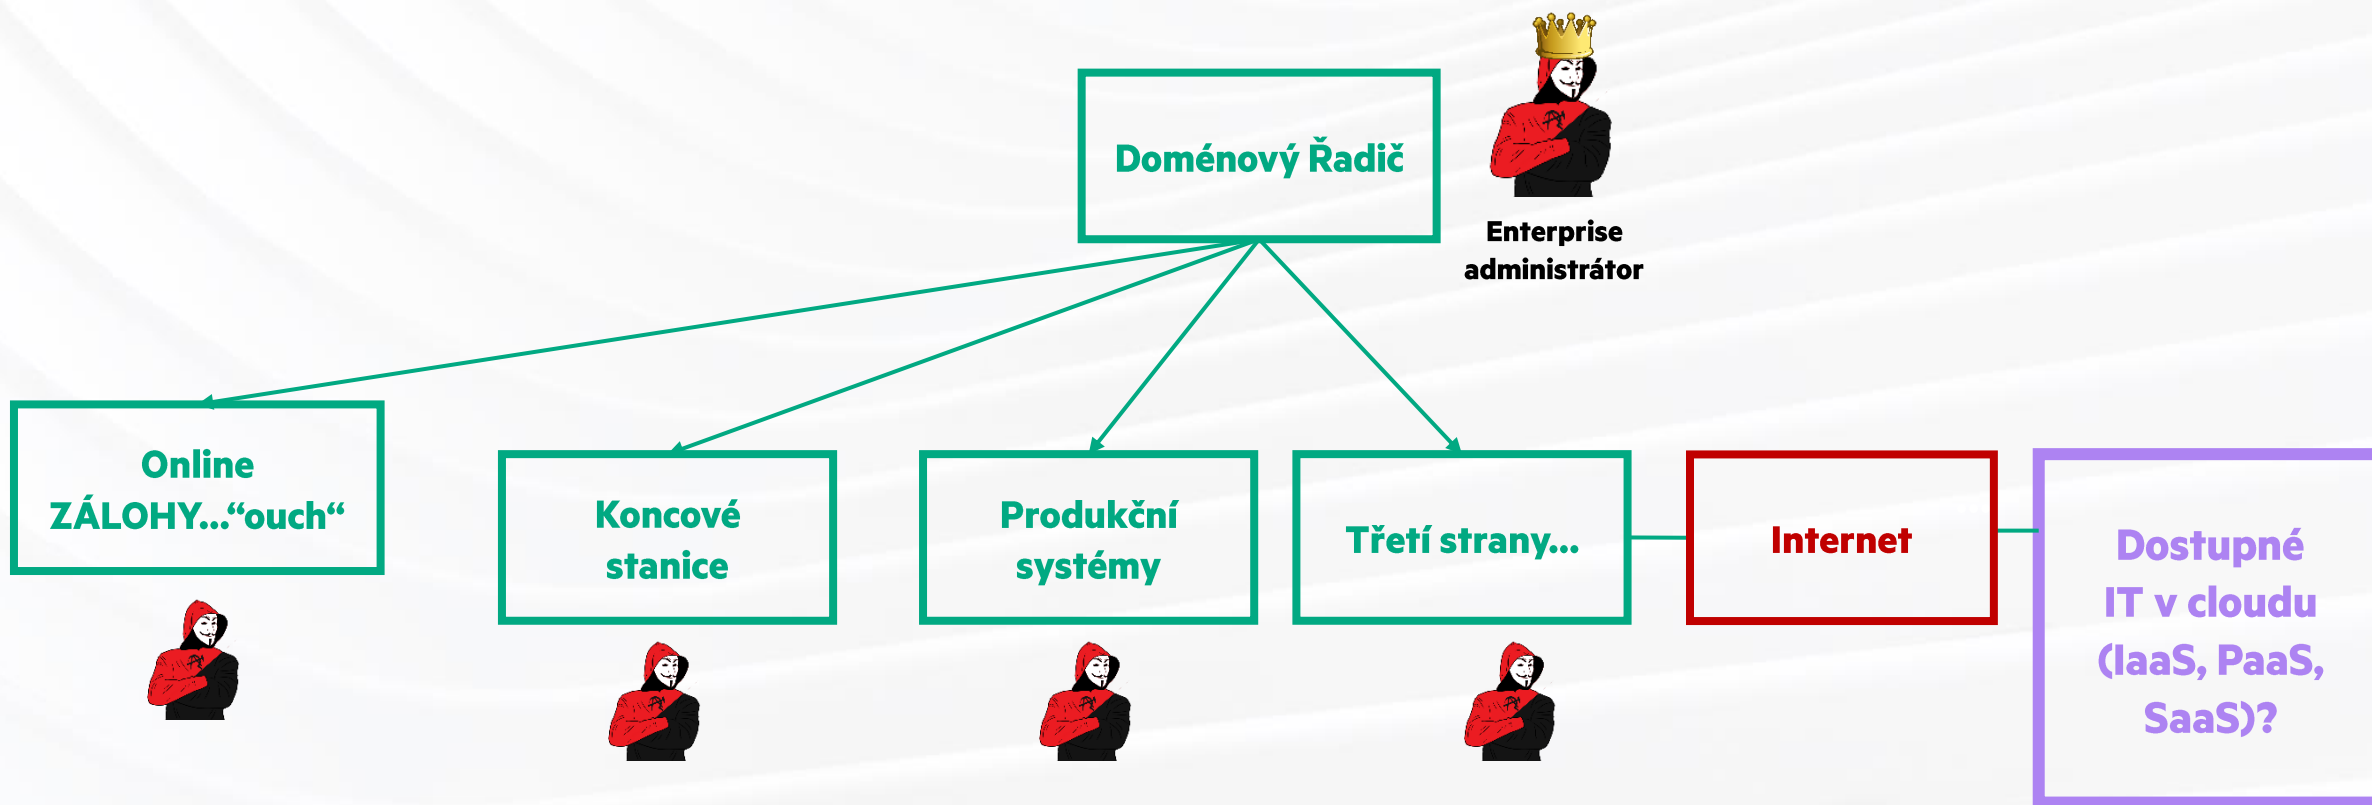 Doménový Řadič
Enterprise
administrátor
Online
ZÁLOHY...“ouch“
Koncové
stanice
Produkční
systémy
Třetí strany...
Internet
Dostupné
IT v cloudu
(IaaS, PaaS,
SaaS)?